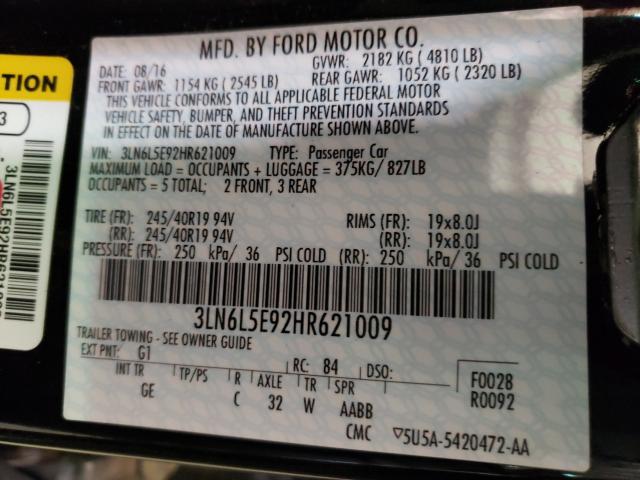 MFD. BY FORD MOTOR CO.
DATE: 08/16 GVWR: 2182 KG ( 4810 LB)
FRONT GAWR: 1154 KG ( 2545 LB) REAR GAWR: 1052 KG ( 2320 LB)
THIS VEHICLE CONFORMS TO ALL APPLICABLE FEDERAL MOTOR
VEHICLE SAFETY, BUMPER, AND THEFT PREVENTION STANDARDS
IN EFFECT ON THE DATE OF MANUFACTURE SHOWN ABOVE.
VIN: 3LN6L5E92HR621009 TYPE: Passenger Car
MAXIMUM LOAD = OCCUPANTS + LUGGAGE = 375KG/ 827LB
OCCUPANTS = 5 TOTAL; 2 FRONT, 3 REAR
TIRE (FR): 245/40R19 94V RIMS (FR): 19x8.0J
(RR): 245/40R19 94V (RR): 19x8.0J
PRESSURE (FR): 250 kPa/ 36 PSI COLD (RR): 250 kPa/ 36 PSI COLD
3LN6L5E92HR621009
TRAILER TOWING - SEE OWNER GUIDE
EXT PNT: G1 RC: 84 DSO:
INT TR TP/PS R AXLE TR SPR F0028
GE C 32 W AABB R0092
CMC ▽5U5A-5420472-AA
TION
3
3LN6L5E92HR621009